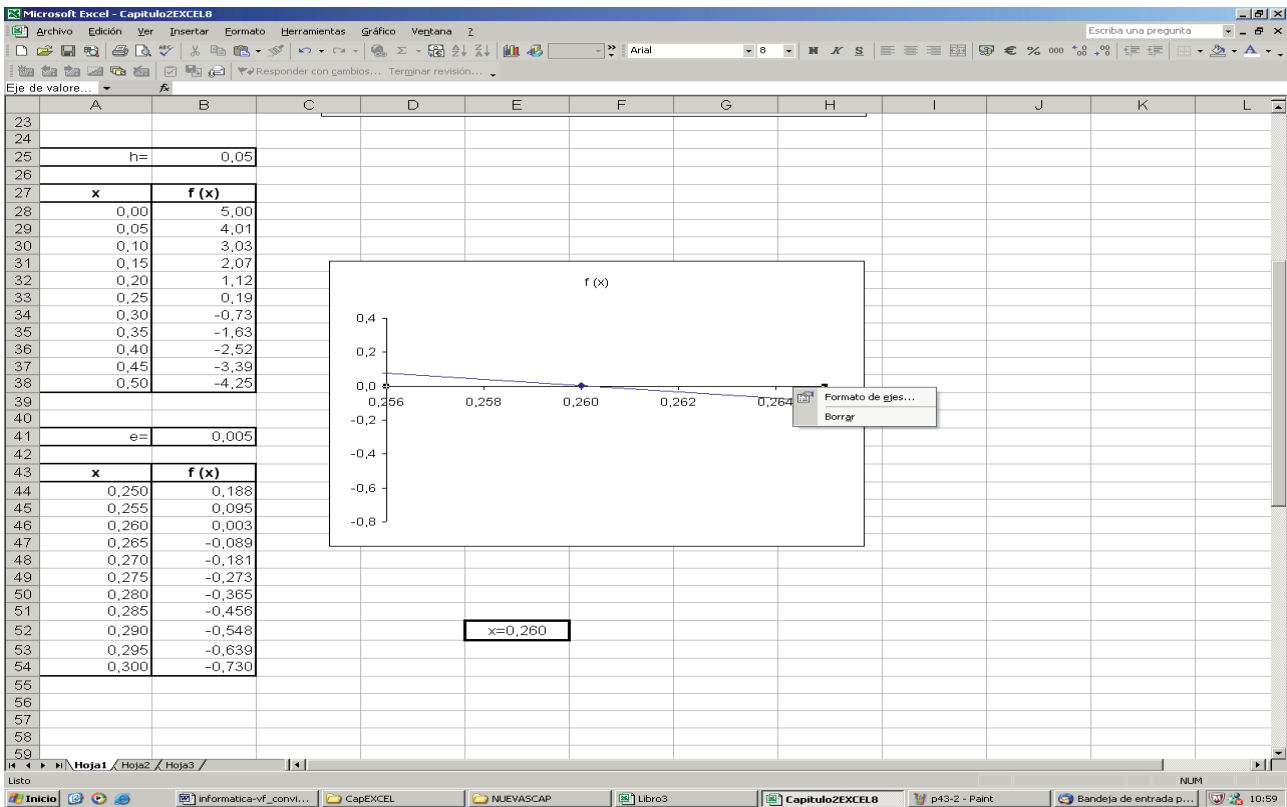 Microsoft Excel - Capitulo2EXCEL8
Archivo Edición Ver Insertar Formato Herramientas Gráfico Ventana ?
Escriba una pregunta
Arial 8 N K S € % 000
Responder con cambios... Terminar revisión...
Eje de valore... fx
A B C D E F G H I J K L
23
24
25 h= 0,05
26
27 x f (x)
28 0,00 5,00
29 0,05 4,01
30 0,10 3,03
31 0,15 2,07
32 0,20 1,12
33 0,25 0,19
34 0,30 -0,73
35 0,35 -1,63
36 0,40 -2,52
37 0,45 -3,39
38 0,50 -4,25
39
40
41 e= 0,005
42
43 x f (x)
44 0,250 0,188
45 0,255 0,095
46 0,260 0,003
47 0,265 -0,089
48 0,270 -0,181
49 0,275 -0,273
50 0,280 -0,365
51 0,285 -0,456
52 0,290 -0,548
53 0,295 -0,639
54 0,300 -0,730
55
56
57
58
59
f (x)
0,4
0,2
0,0
-0,2
-0,4
-0,6
-0,8
0,256 0,258 0,260 0,262 0,264
Formato de ejes...
Borrar
x=0,260
Hoja1 Hoja2 Hoja3
Listo
NUM
Inicio informatica-vf_convi... CapEXCEL NUEVASCAP Libro3 Capitulo2EXCEL8 p43-2 - Paint Bandeja de entrada p... 10:59